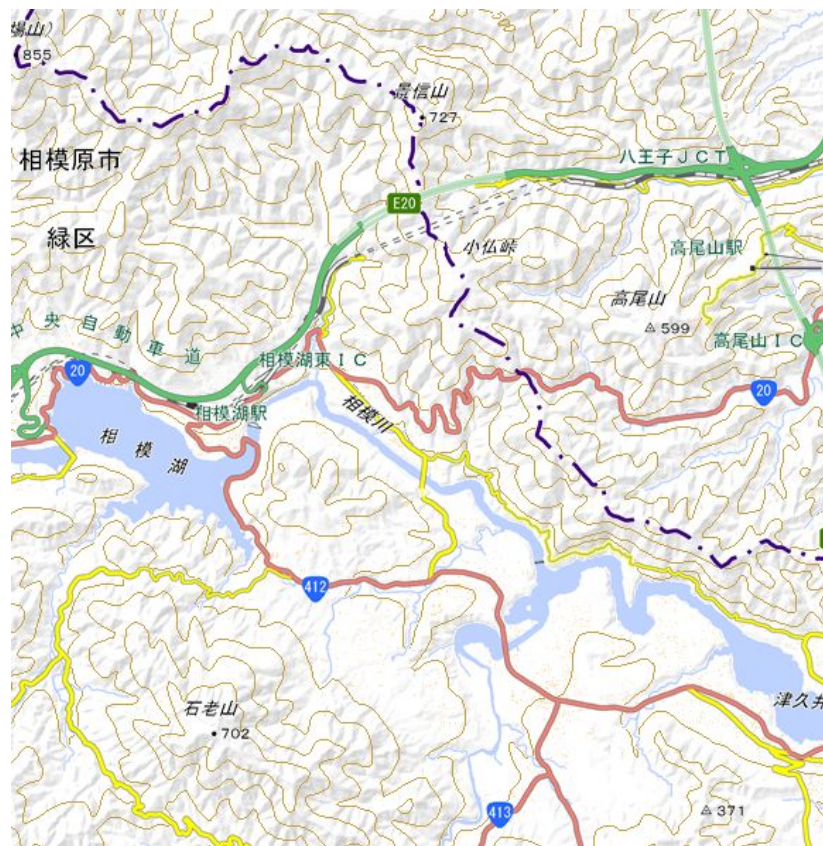 場山)
855
景信山
727
八王子JCT
相模原市
E20
緑区
小仏峠
高尾山駅
高尾山
599
中央自動車道
高尾山IC
相模湖東IC
20
20
相模湖駅
相模川
相模湖
412
石老山
702
津久井
413
371